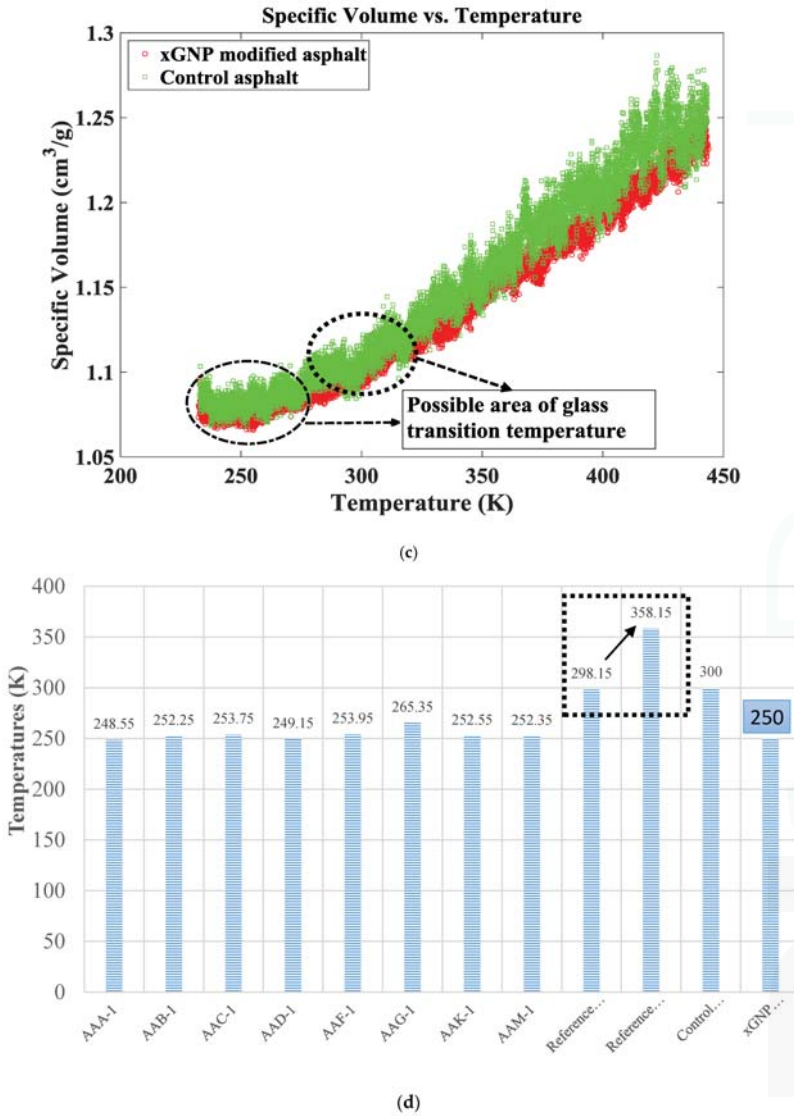 Specific Volume vs. Temperature
1.3
xGNP modified asphalt
Control asphalt
1.25
1.2
1.15
1.1
1.05
Specific Volume (cm³/g)
Possible area of glass
transition temperature
200
250
300
350
400
450
Temperature (K)
(c)
400
350
300
250
200
150
100
50
0
Temperatures (K)
248.55
252.25
253.75
249.15
253.95
265.35
252.55
252.35
298.15
358.15
300
250
AAA-1
AAB-1
AAC-1
AAD-1
AAF-1
AAG-1
AAK-1
AAM-1
Reference...
Reference...
Control...
xGNP...
(d)